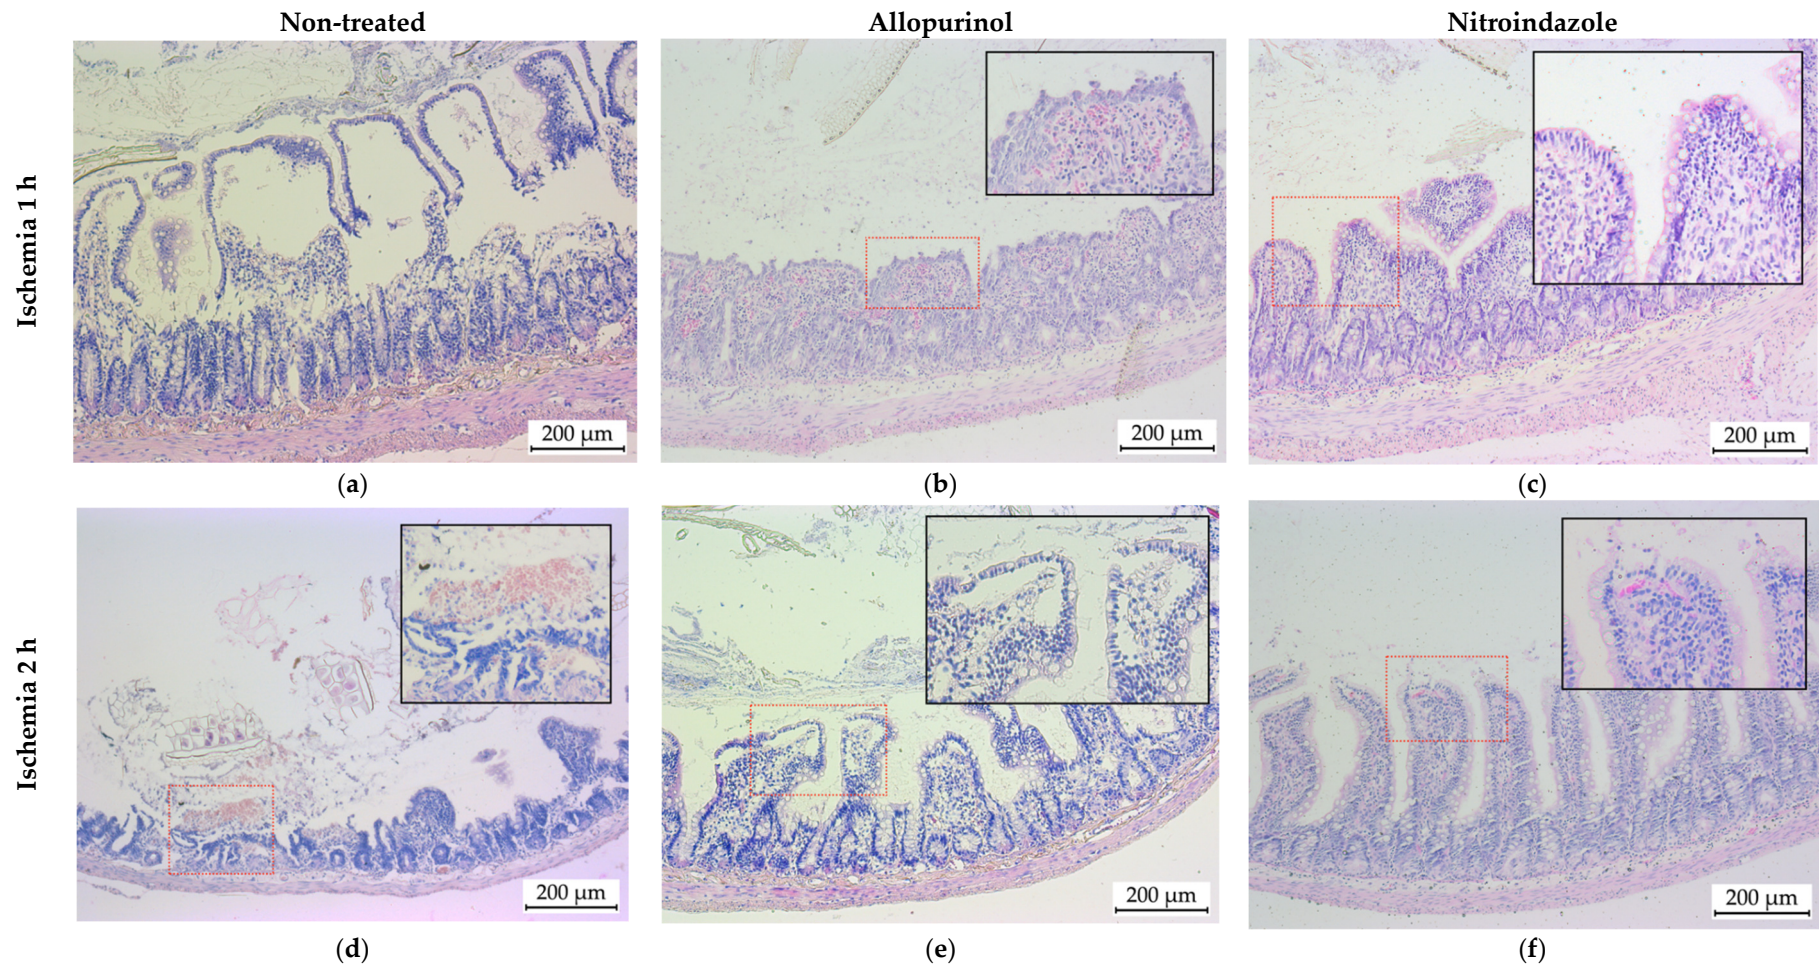 Non-treated
Allopurinol
Nitroindazole
Ischemia 1 h
200 µm
200 µm
200 µm
(a)
(b)
(c)
Ischemia 2 h
200 µm
200 µm
200 µm
(d)
(e)
(f)